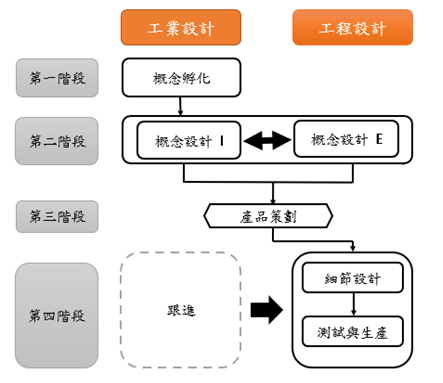 工業設計
工程設計
第一階段
概念孵化
第二階段
概念設計 I
概念設計 E
第三階段
產品策劃
第四階段
跟進
細節設計
測試與生產